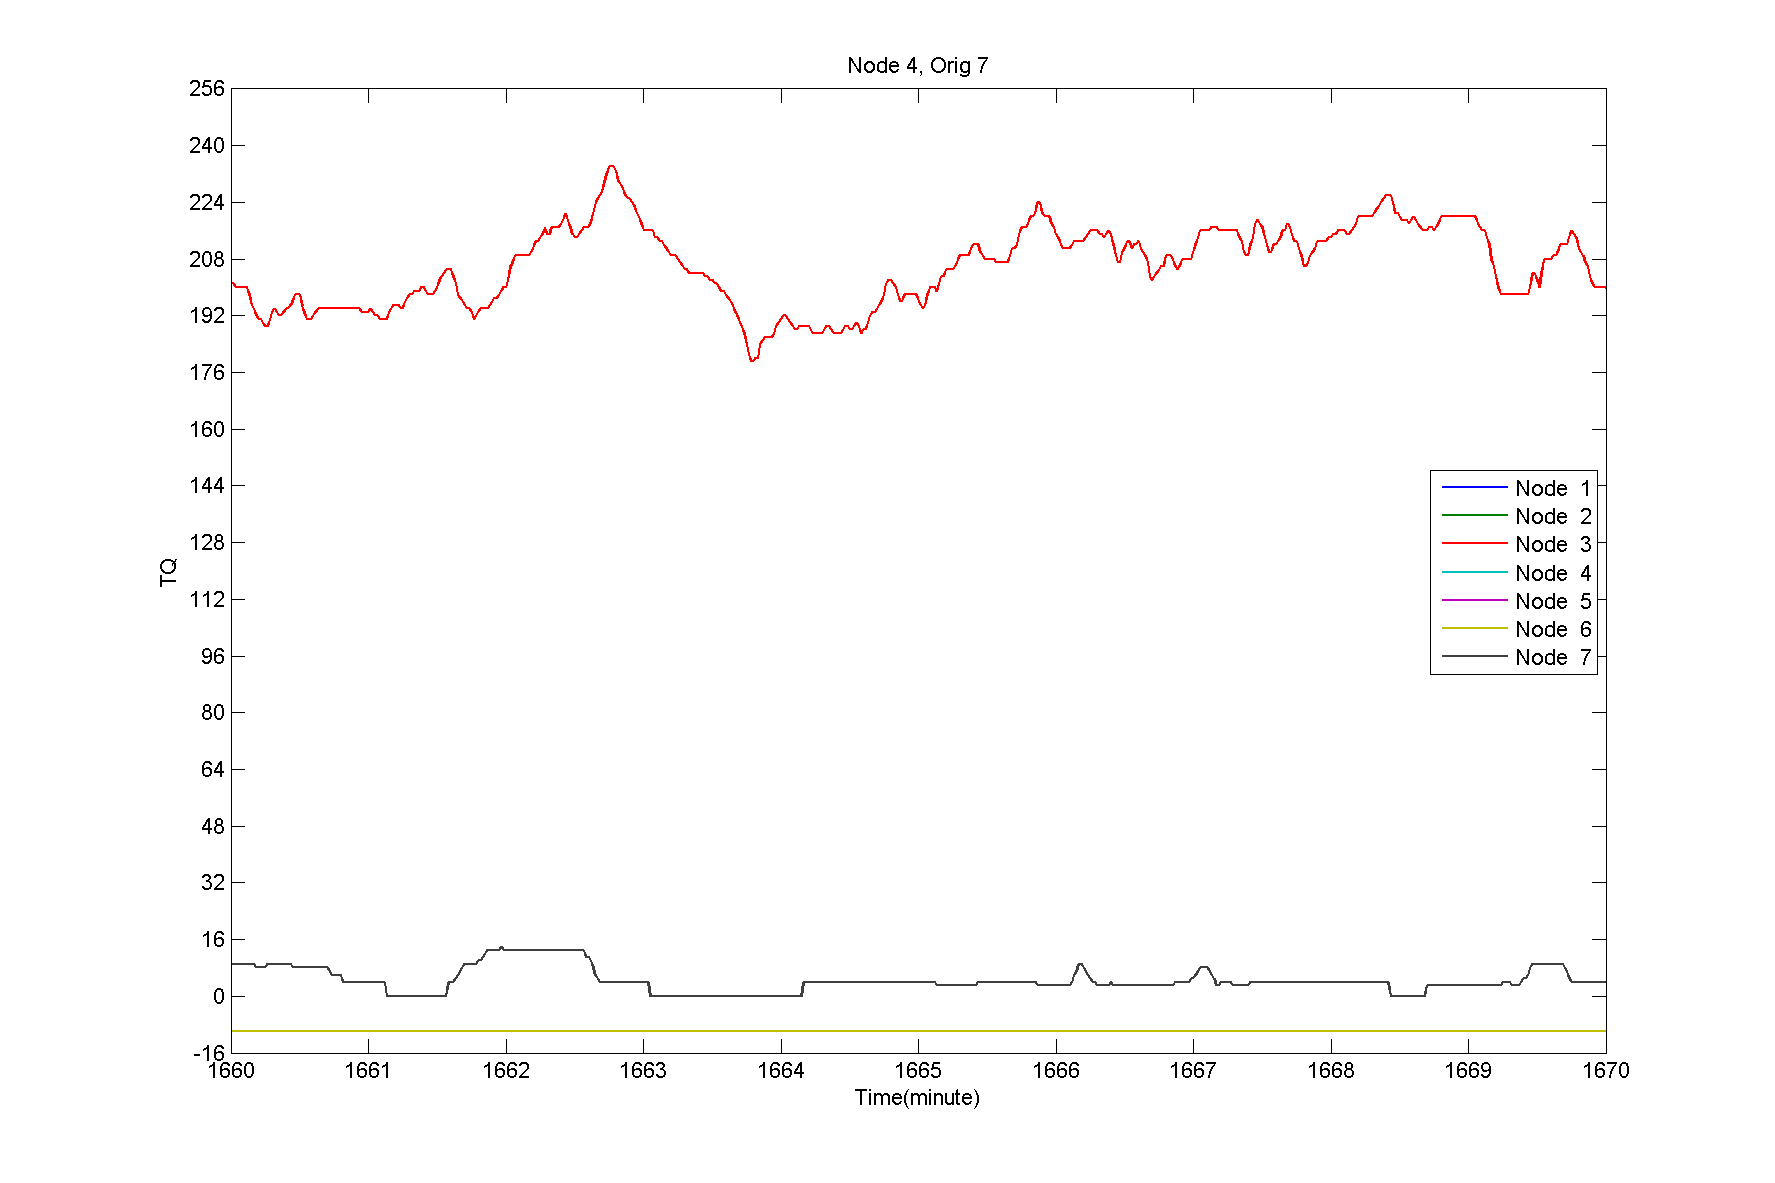 Node 4, Orig 7
256
240
224
208
192
176
160
144
128
112
96
80
64
48
32
16
0
-16
TQ
Node 1
Node 2
Node 3
Node 4
Node 5
Node 6
Node 7
1660 1661 1662 1663 1664 1665 1666 1667 1668 1669 1670
Time(minute)